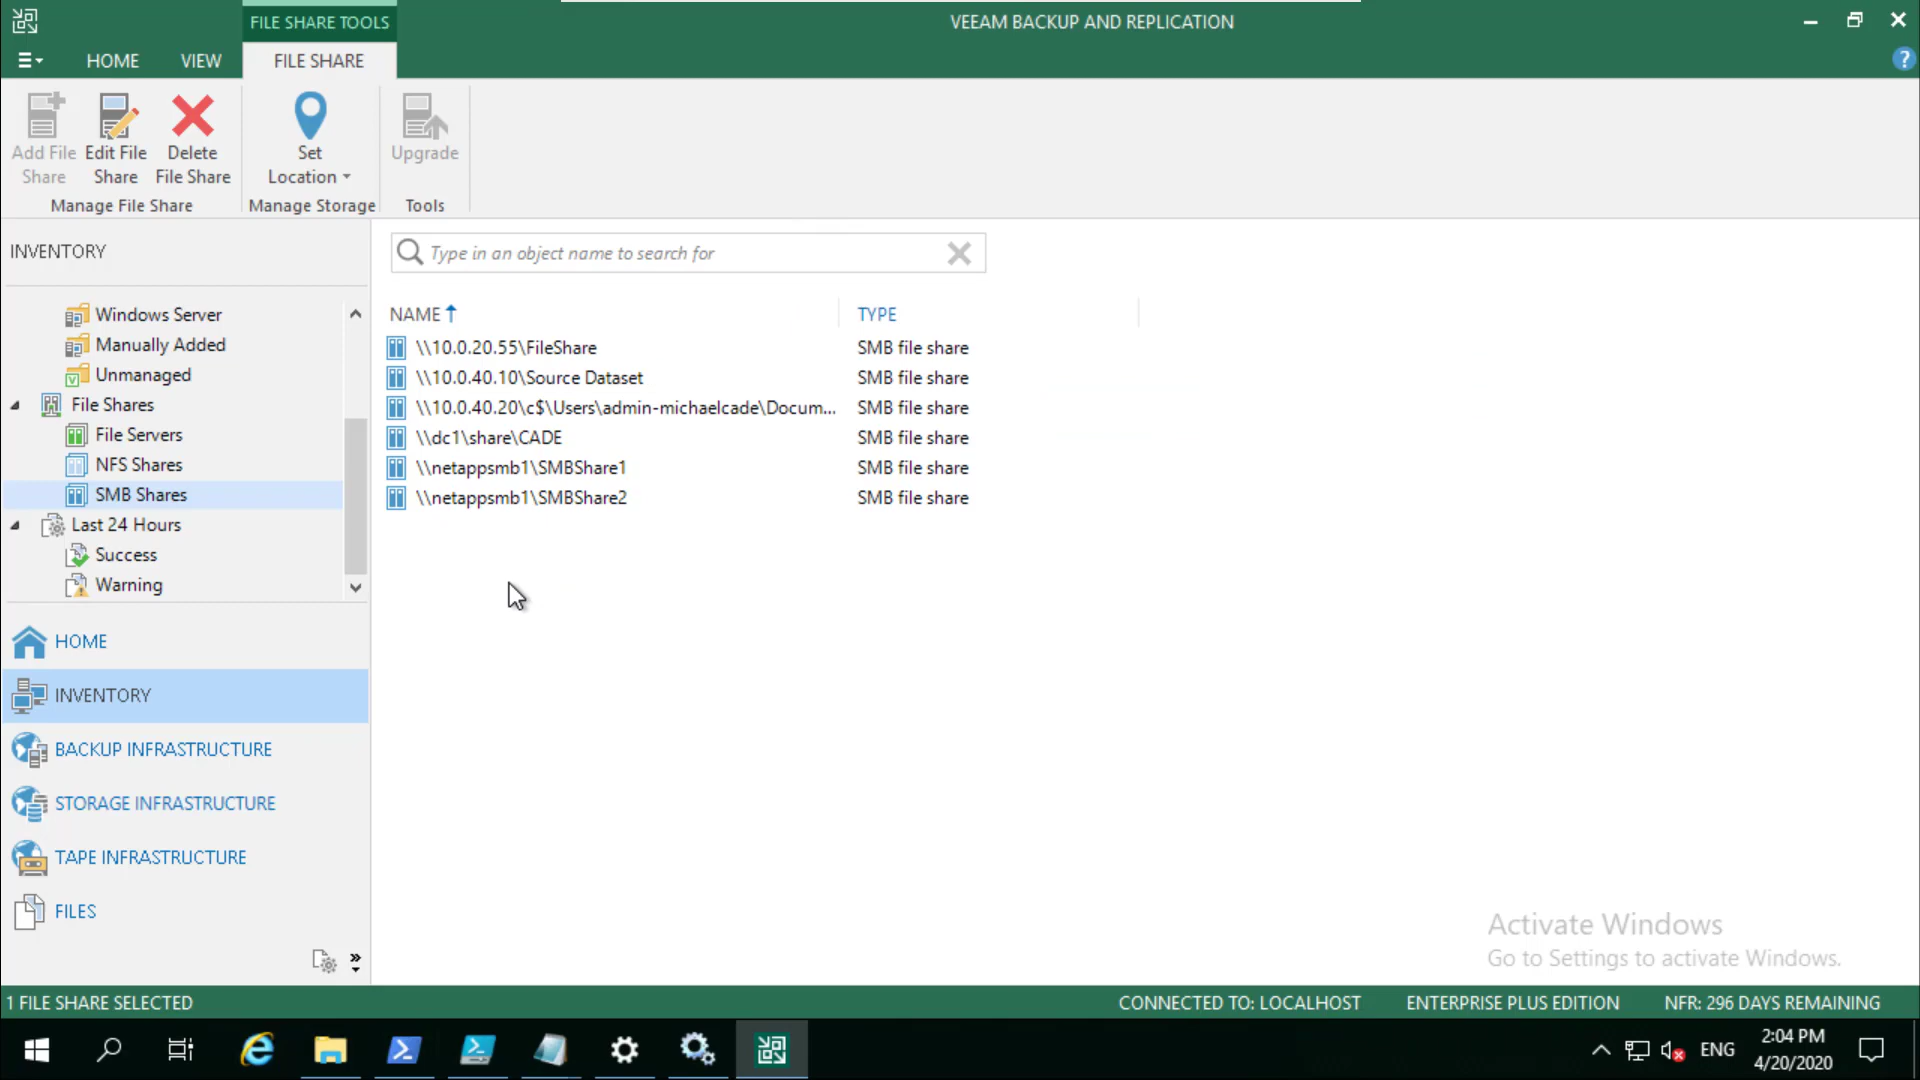 FILE SHARE TOOLS
VEEAM BACKUP AND REPLICATION
HOME
VIEW
FILE SHARE
?
Add File Share
Edit File Share
Delete File Share
Manage File Share
Set Location
Manage Storage
Upgrade
Tools
INVENTORY
Windows Server
Manually Added
Unmanaged
File Shares
File Servers
NFS Shares
SMB Shares
Last 24 Hours
Success
Warning
HOME
INVENTORY
BACKUP INFRASTRUCTURE
STORAGE INFRASTRUCTURE
TAPE INFRASTRUCTURE
FILES
Type in an object name to search for
NAME TYPE
\\10.0.20.55\FileShare SMB file share
\\10.0.40.10\Source Dataset SMB file share
\\10.0.40.20\c$\Users\admin-michaelcade\Docum... SMB file share
\\dc1\share\CADE SMB file share
\\netappsmb1\SMBShare1 SMB file share
\\netappsmb1\SMBShare2 SMB file share
Activate Windows
Go to Settings to activate Windows.
1 FILE SHARE SELECTED
CONNECTED TO: LOCALHOST
ENTERPRISE PLUS EDITION
NFR: 296 DAYS REMAINING
ENG
2:04 PM
4/20/2020